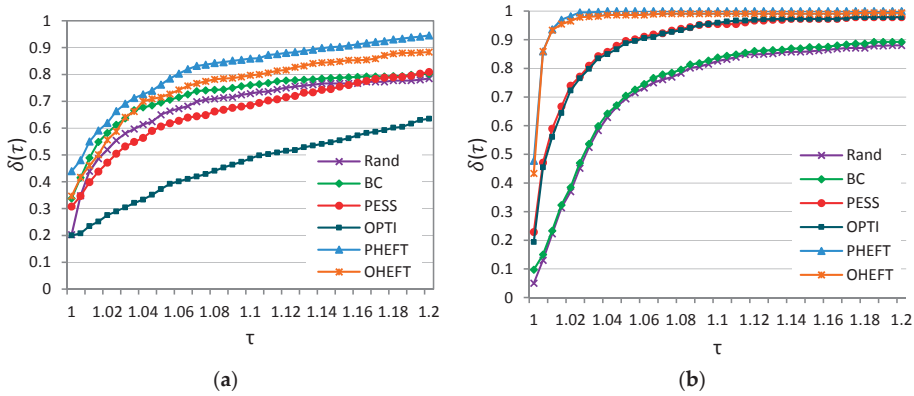 1
0.9
0.8
0.7
0.6
0.5
0.4
0.3
0.2
0.1
0
δ(τ)
Rand
BC
PESS
OPTI
PHEFT
OHEFT
1 1.02 1.04 1.06 1.08 1.1 1.12 1.14 1.16 1.18 1.2
τ
(a)
1
0.9
0.8
0.7
0.6
0.5
0.4
0.3
0.2
0.1
0
δ(τ)
Rand
BC
PESS
OPTI
PHEFT
OHEFT
1 1.02 1.04 1.06 1.08 1.1 1.12 1.14 1.16 1.18 1.2
τ
(b)